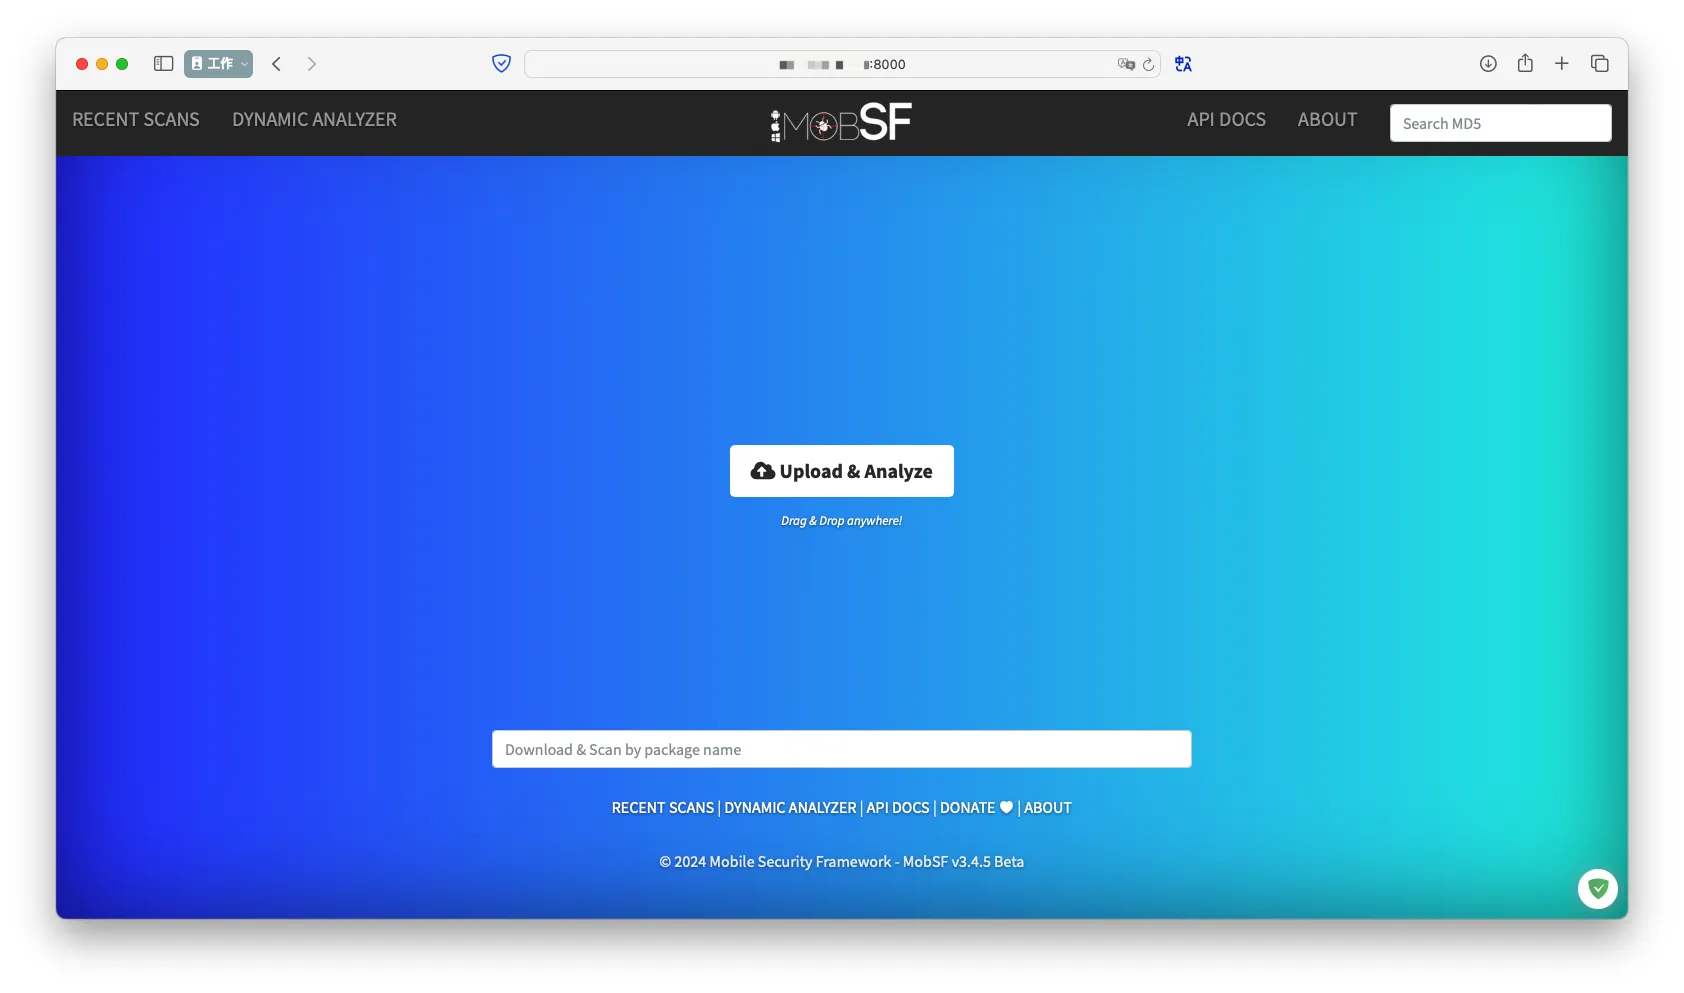 工作
:8000
RECENT SCANS
DYNAMIC ANALYZER
MOBSF
API DOCS
ABOUT
Search MD5
Upload & Analyze
Drag & Drop anywhere!
Download & Scan by package name
RECENT SCANS | DYNAMIC ANALYZER | API DOCS | DONATE | ABOUT
© 2024 Mobile Security Framework - MobSF v3.4.5 Beta